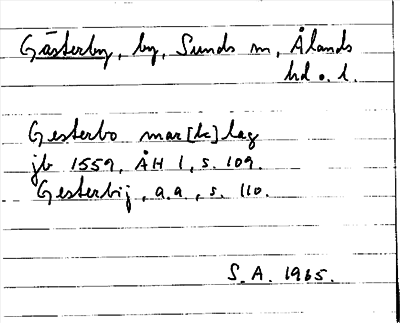 Gästerby, by, Sunds sn, Ålands
hd o. l.
Gesterbo mar[k]lag
jb 1559, ÅH 1, s. 109.
Gesterbij, a.a., s. 110.
S. A. 1965.